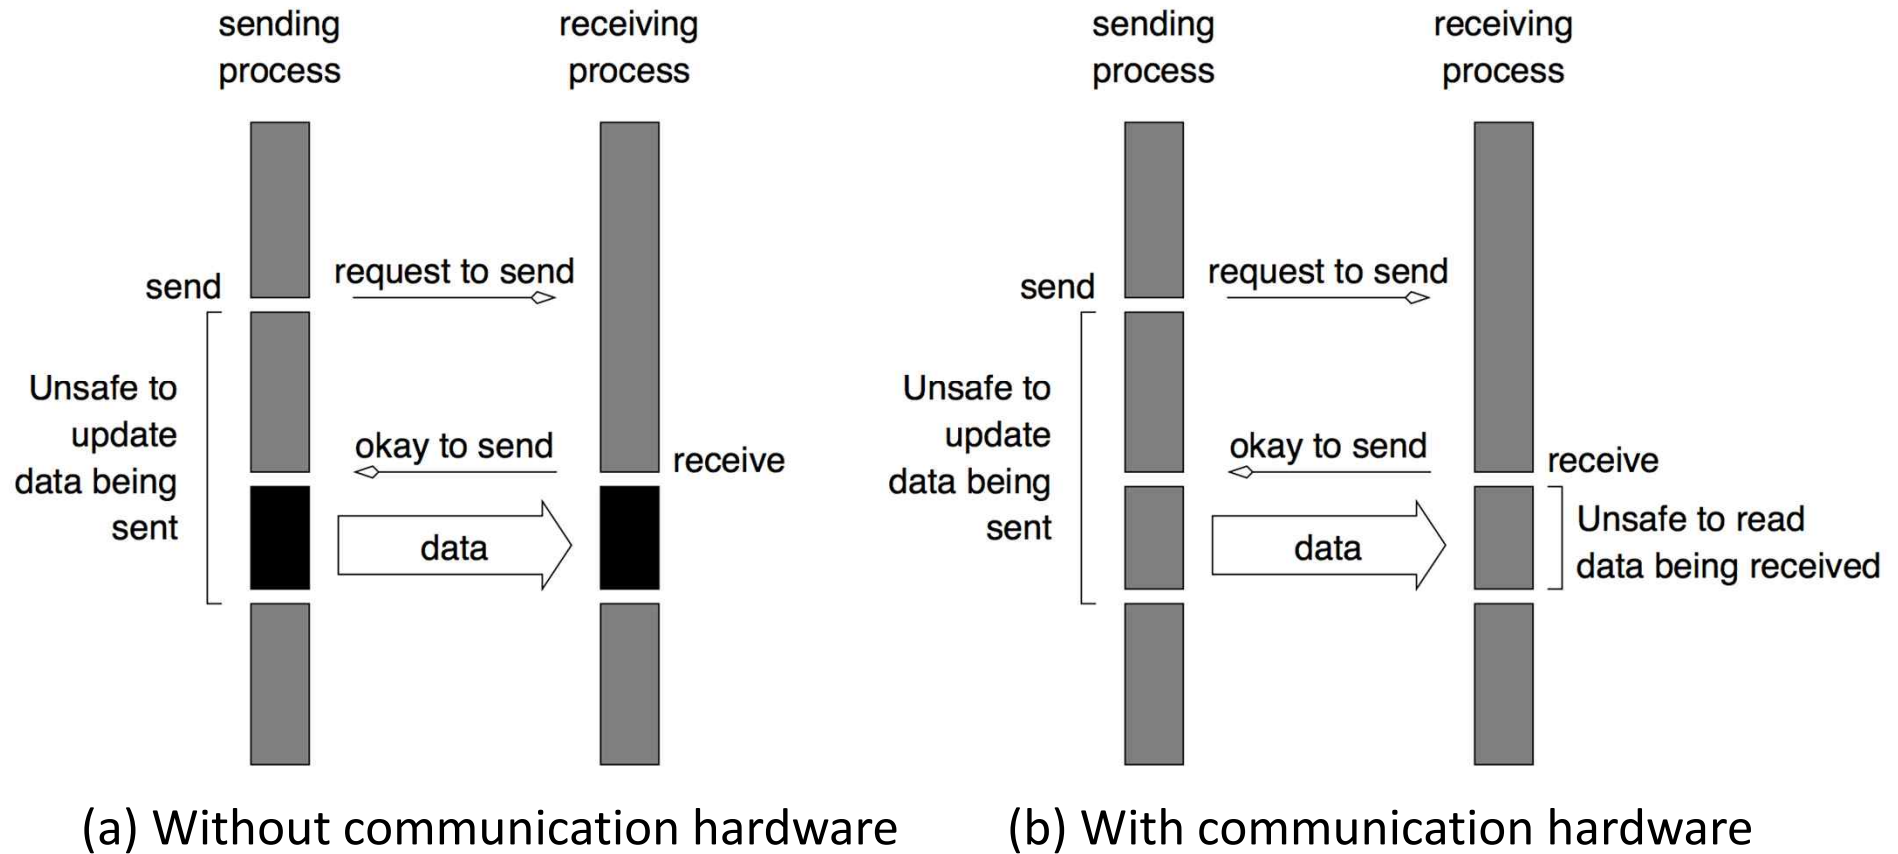 sending
process
receiving
process
send
request to send
Unsafe to
update
data being
sent
okay to send
receive
data
(a) Without communication hardware
sending
process
receiving
process
send
request to send
Unsafe to
update
data being
sent
okay to send
receive
data
Unsafe to read
data being received
(b) With communication hardware